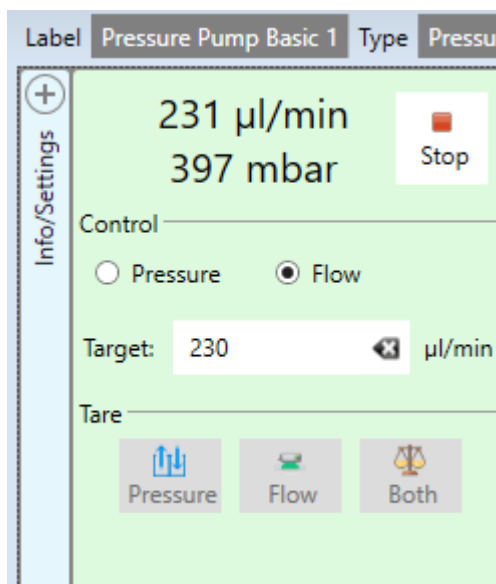 Label Pressure Pump Basic 1 Type Pressu
Info/Settings
231 µl/min
397 mbar
Stop
Control
Pressure Flow
Target: 230 µl/min
Tare
Pressure Flow Both